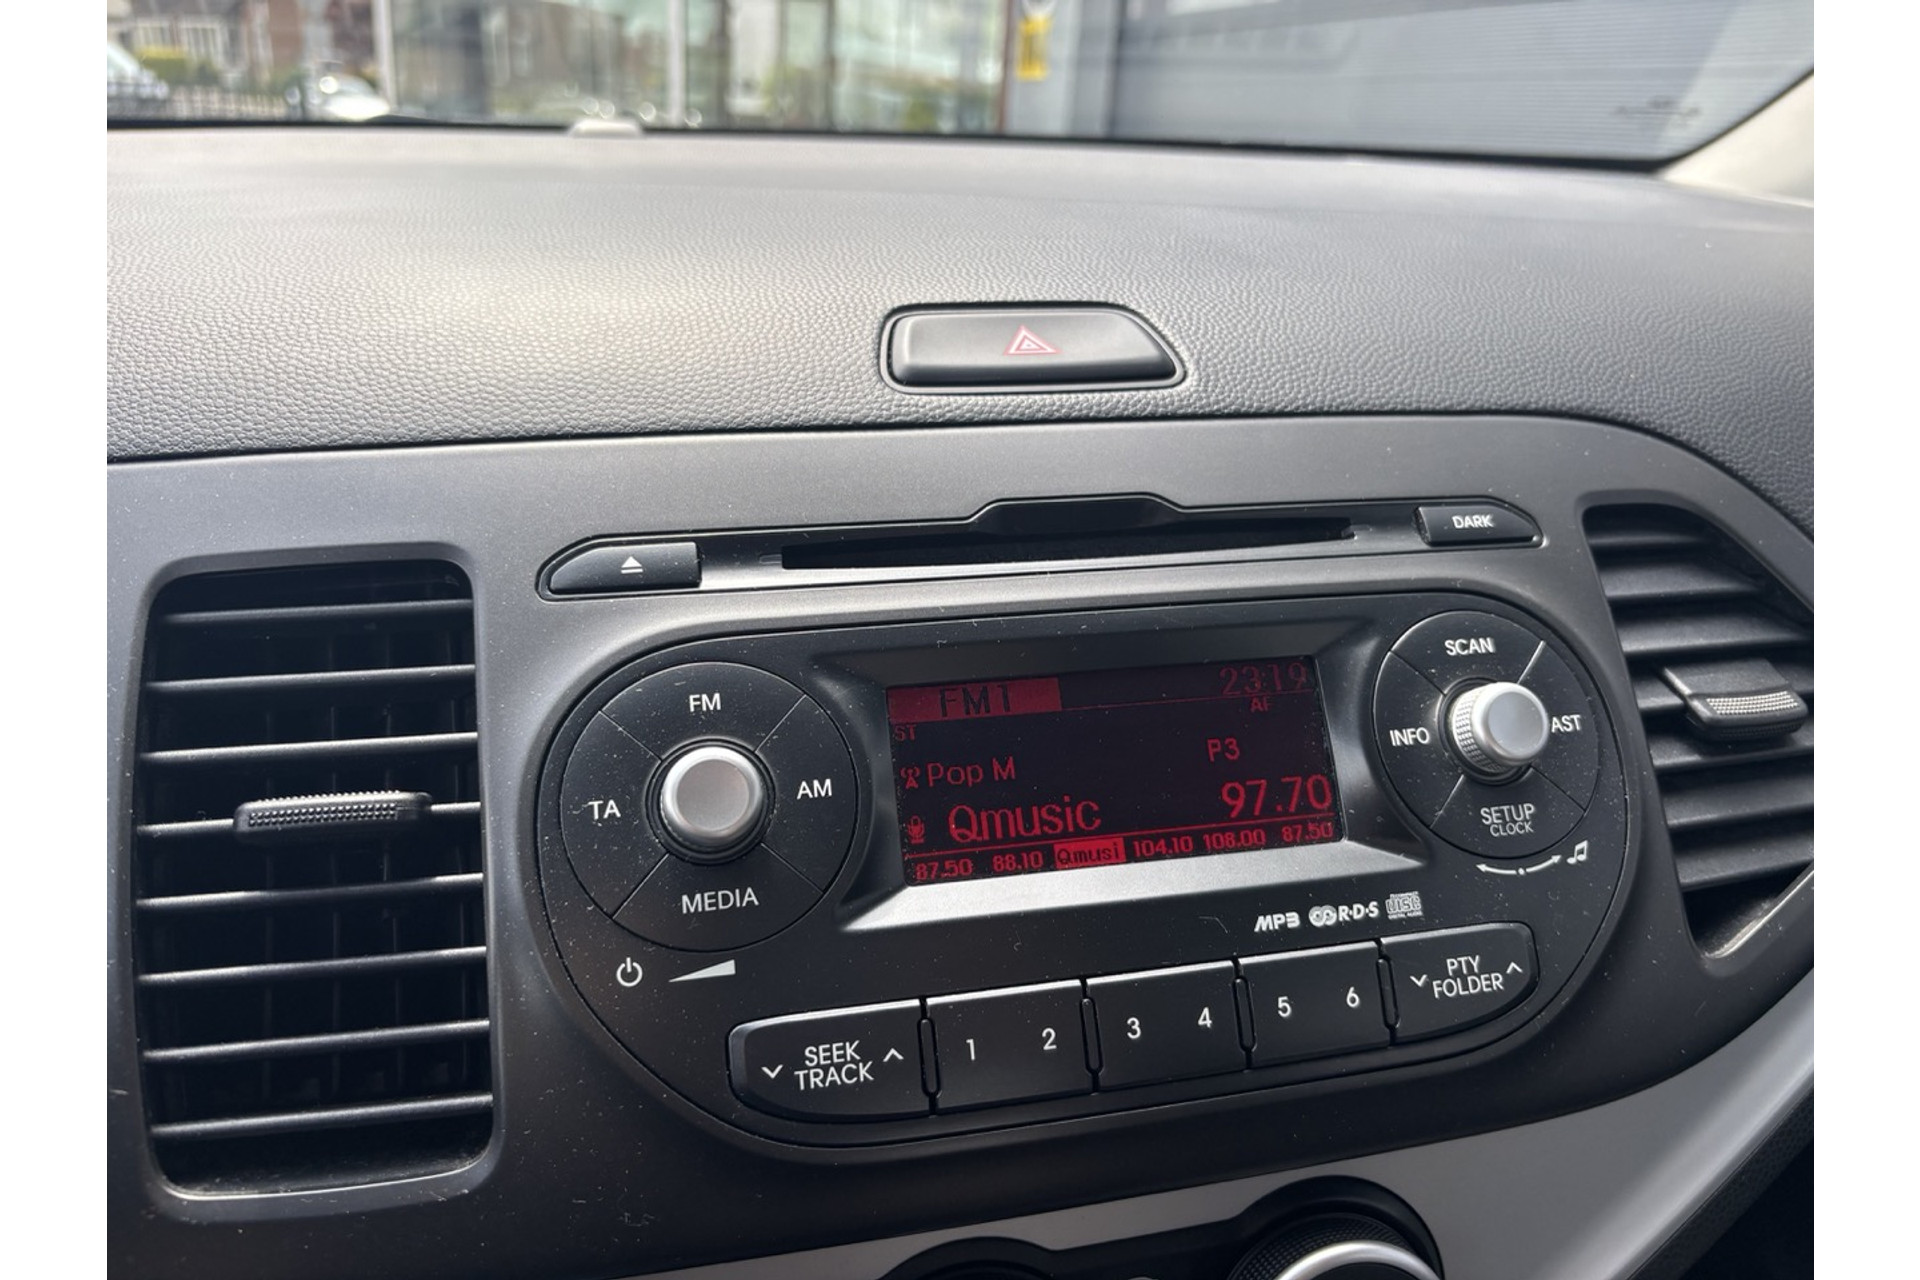 DARK
FM
AM
TA
MEDIA
FM1 23:19
AF
ST
Pop M P3
Qmusic 97.70
87.50 88.10 Qmusi 104.10 108.00 87.50
SCAN
INFO
AST
SETUP
CLOCK
MP3 R·D·S DISC
SEEK
TRACK
1 2 3 4 5 6
PTY
FOLDER